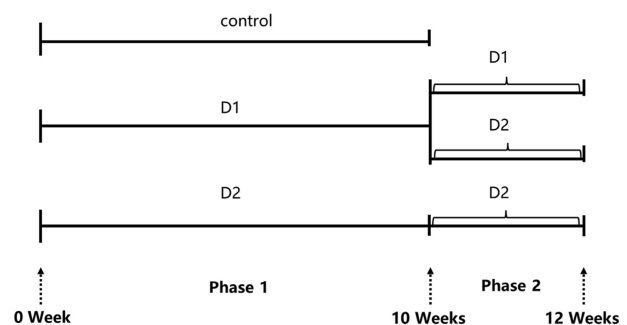 control
D1
D1
D2
D2
D2
Phase 1
Phase 2
0 Week
10 Weeks
12 Weeks